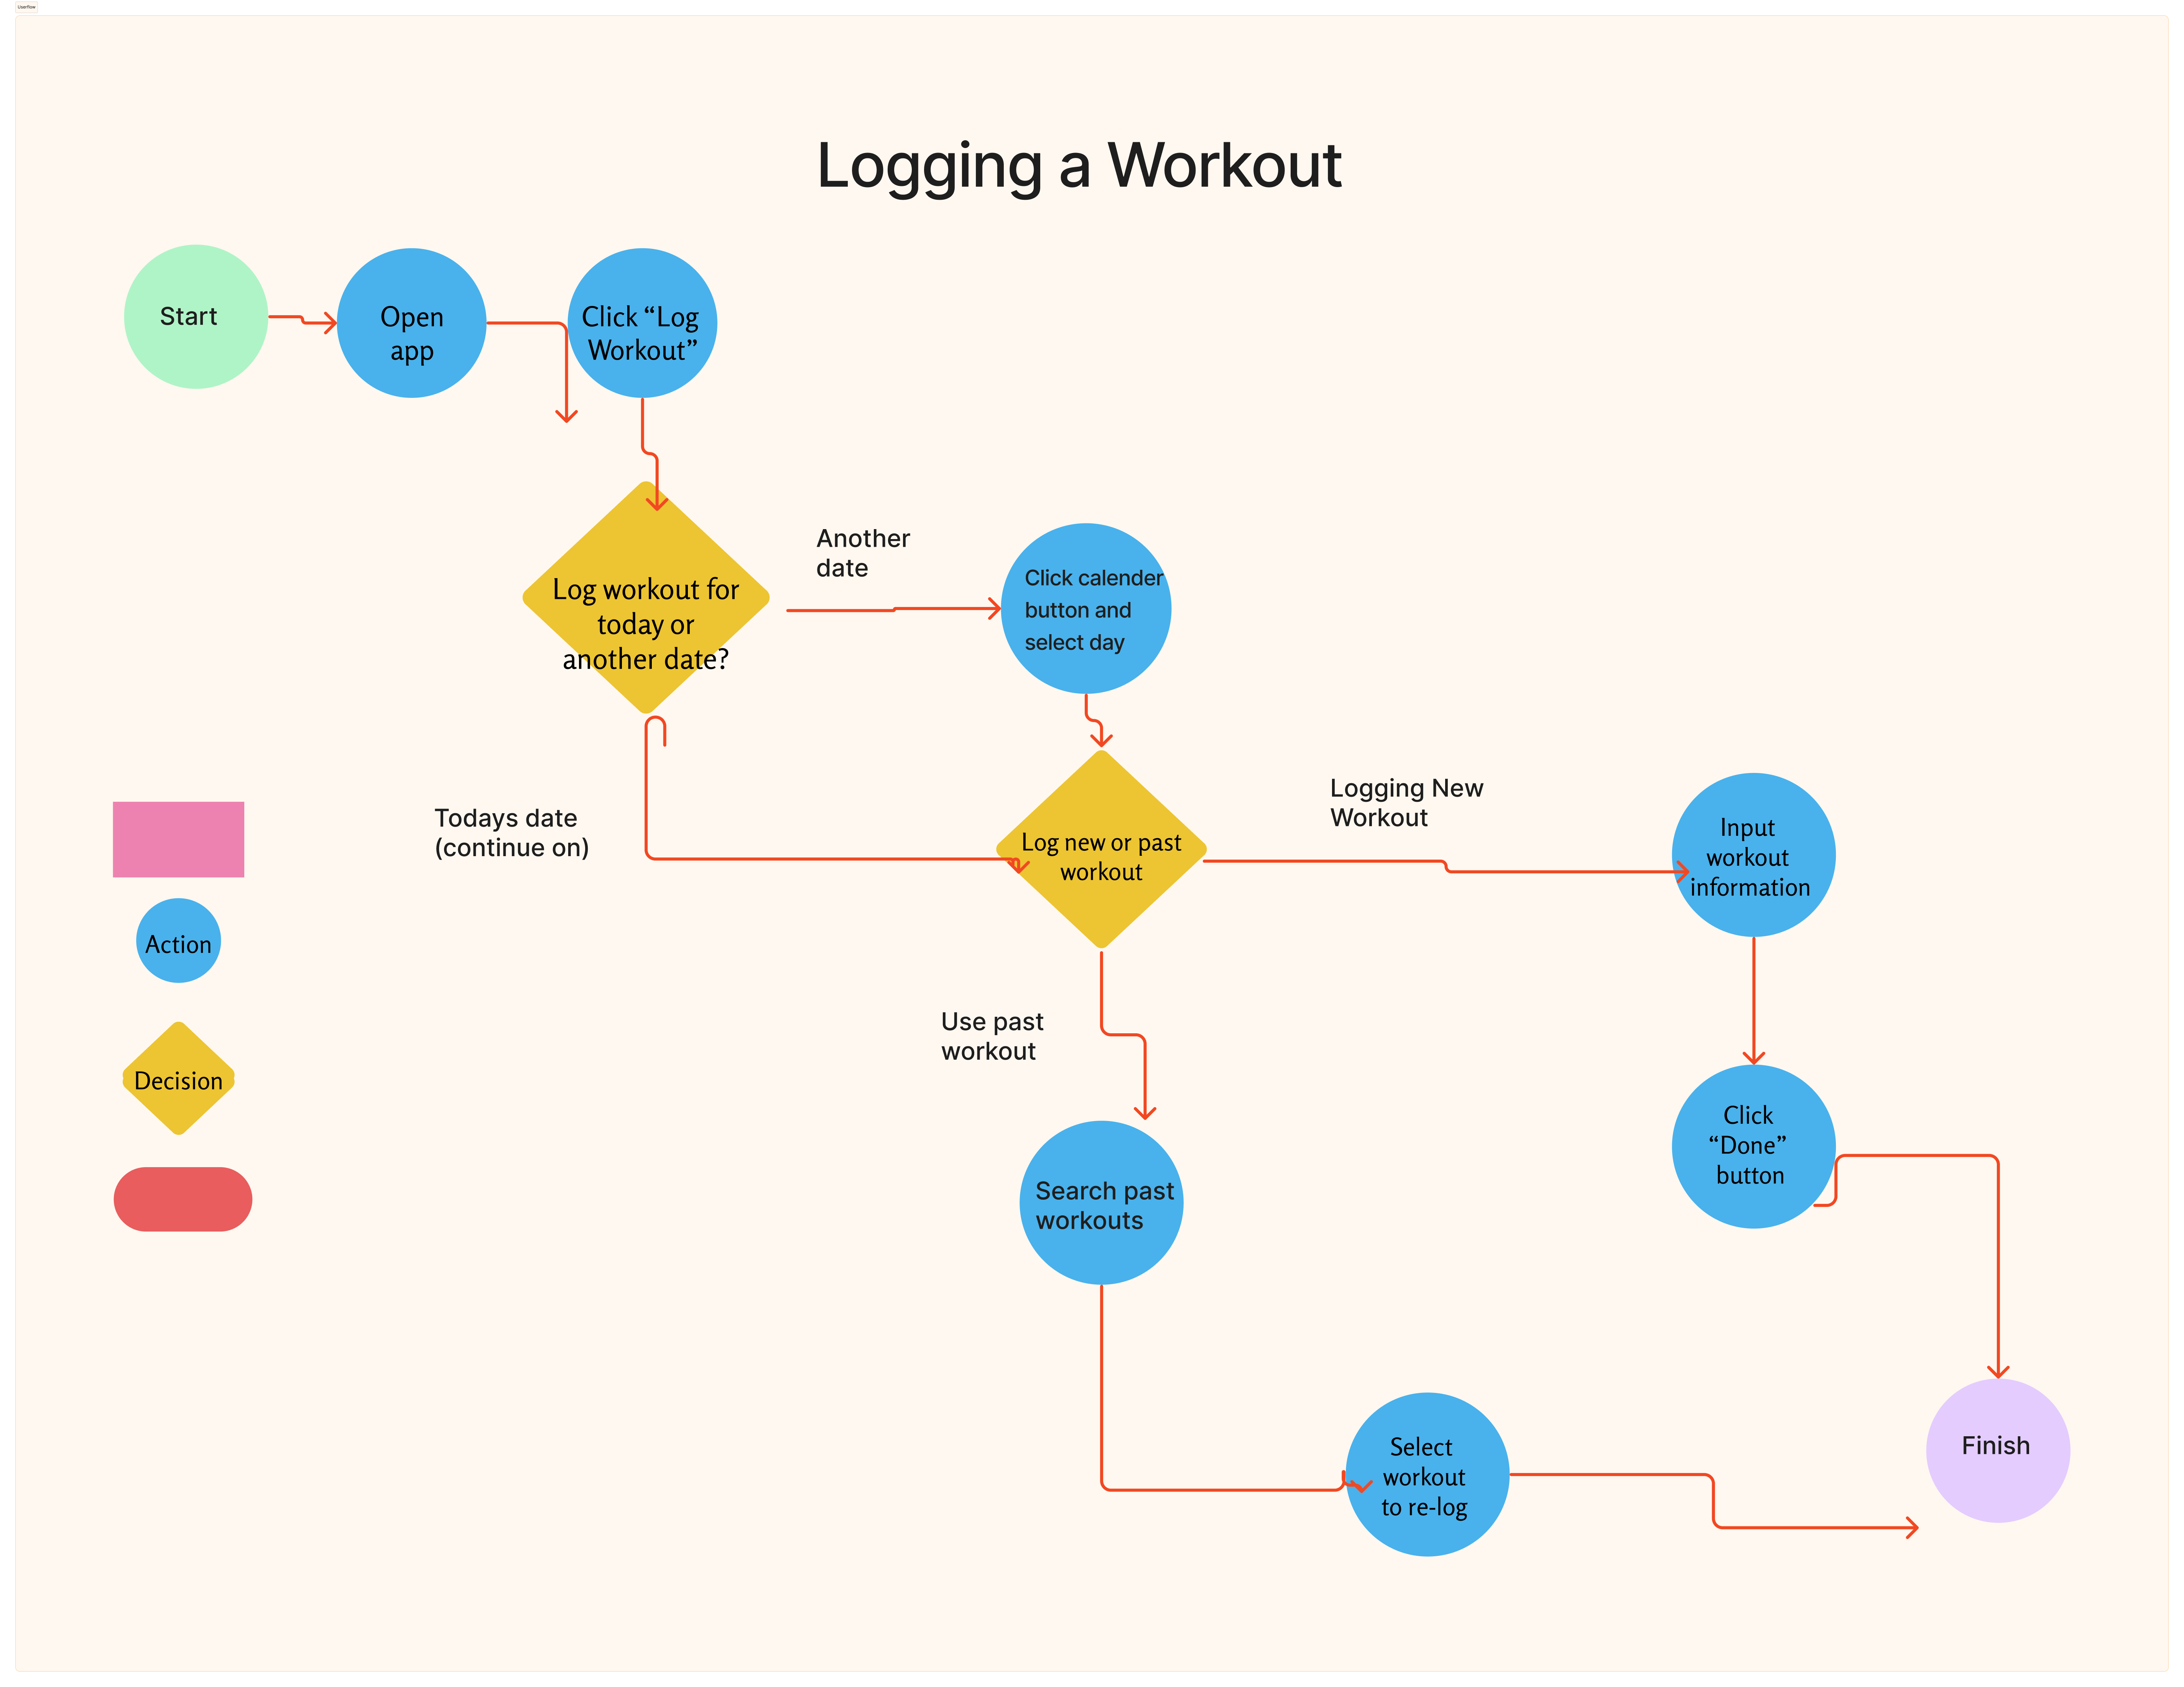 UserFlow
Logging a Workout
Start
Open
app
Click “Log
Workout”
Another
date
Log workout for
today or
another date?
Click calender
button and
select day
Todays date
(continue on)
Log new or past
workout
Logging New
Workout
Input
workout
information
Action
Decision
Use past
workout
Click
“Done”
button
Search past
workouts
Select
workout
to re-log
Finish